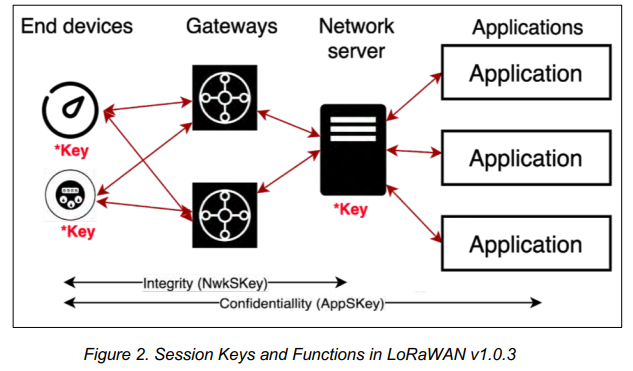 End devices
Gateways
Network
server
Applications
Application
*Key
Application
*Key
*Key
Application
Integrity (NwkSKey)
Confidentiallity (AppSKey)
Figure 2. Session Keys and Functions in LoRaWAN v1.0.3